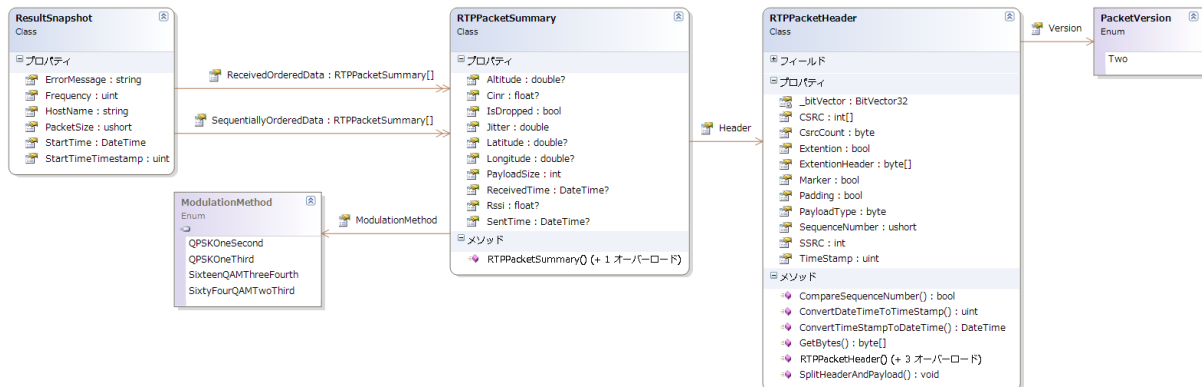 ResultSnapshot
Class
プロパティ
ErrorMessage : string
Frequency : uint
HostName : string
PacketSize : ushort
StartTime : DateTime
StartTimeTimestamp : uint
ReceivedOrderedData : RTPPacketSummary[]
SequentiallyOrderedData : RTPPacketSummary[]
ModulationMethod
Enum
QPSKOneSecond
QPSKOneThird
SixteenQAMThreeFourth
SixtyFourQAMTwoThird
ModulationMethod
RTPPacketSummary
Class
プロパティ
Altitude : double?
Cinr : float?
IsDropped : bool
Jitter : double
Latitude : double?
Longitude : double?
PayloadSize : int
ReceivedTime : DateTime?
Rssi : float?
SentTime : DateTime?
メソッド
RTPPacketSummary() (+ 1 オーバーロード)
Header
RTPPacketHeader
Class
フィールド
プロパティ
_bitVector : BitVector32
CSRC : int[]
CsrcCount : byte
Extention : bool
ExtentionHeader : byte[]
Marker : bool
Padding : bool
PayloadType : byte
SequenceNumber : ushort
SSRC : int
TimeStamp : uint
メソッド
CompareSequenceNumber() : bool
ConvertDateTimeToTimeStamp() : uint
ConvertTimeStampToDateTime() : DateTime
GetBytes() : byte[]
RTPPacketHeader() (+ 3 オーバーロード)
SplitHeaderAndPayload() : void
Version
PacketVersion
Enum
Two